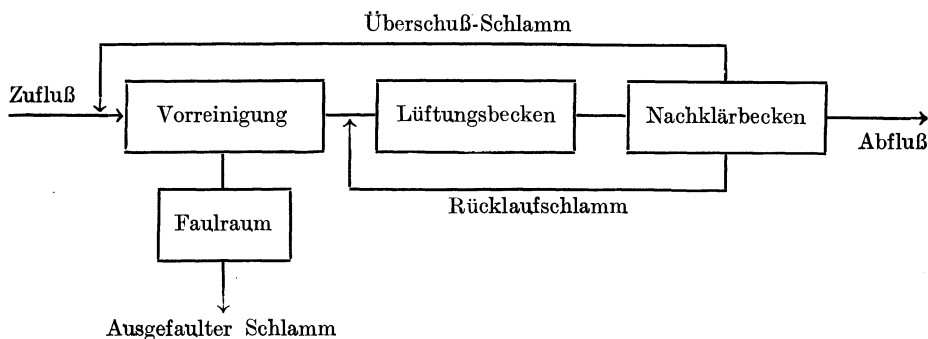 Überschuß-Schlamm
Zufluß
Vorreinigung
Lüftungsbecken
Nachklärbecken
Abfluß
Rücklaufschlamm
Faulraum
Ausgefaulter Schlamm